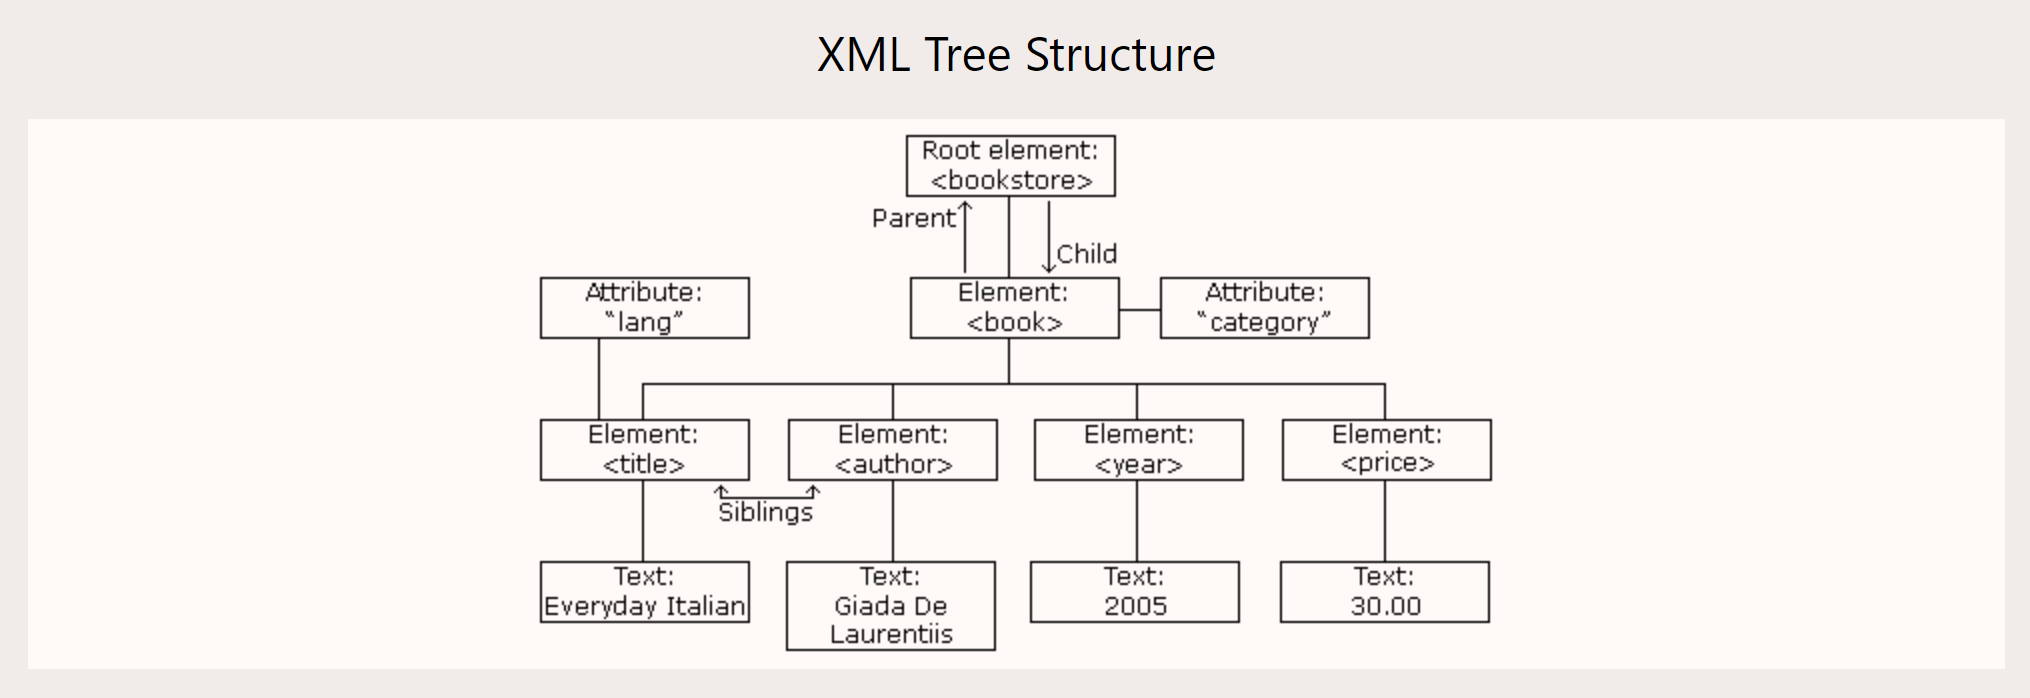 XML Tree Structure
Root element:
<bookstore>
Parent
Child
Attribute:
“lang”
Element:
<book>
Attribute:
“category”
Element:
<title>
Element:
<author>
Element:
<year>
Element:
<price>
Siblings
Text:
Everyday Italian
Text:
Giada De
Laurentiis
Text:
2005
Text:
30.00